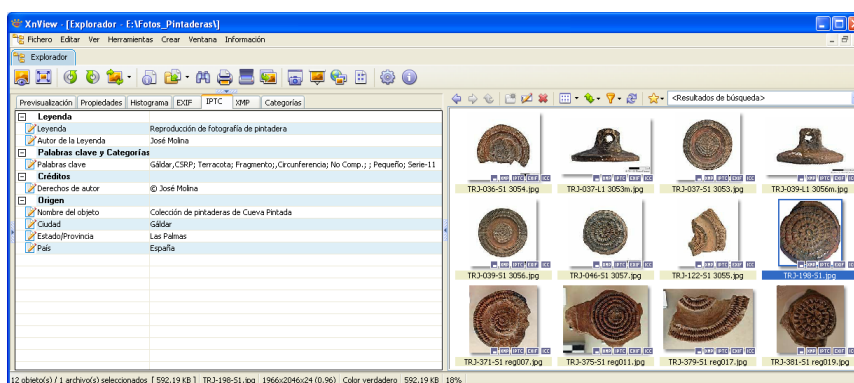 XnView - [Explorador - E:\Fotos_Pintaderas\]
Fichero Editar Ver Herramientas Crear Ventana Información
Explorador
Previsualización Propiedades Histograma EXIF IPTC XMP Categorías
<Resultados de búsqueda>
Leyenda
Leyenda Reproducción de fotografía de pintadera
Autor de la Leyenda José Molina
Palabras clave y Categorías
Palabras clave Gáldar,CSRP; Terracota; Fragmento;,Circunferencia; No Comp.; ; Pequeño; Serie-11
Créditos
Derechos de autor © José Molina
Origen
Nombre del objeto Colección de pintaderas de Cueva Pintada
Ciudad Gáldar
Estado/Provincia Las Palmas
País España
TRJ-036-S1 3054.jpg TRJ-037-L1 3053m.jpg TRJ-037-S1 3053.jpg TRJ-039-L1 3056m.jpg
TRJ-039-S1 3056.jpg TRJ-046-S1 3057.jpg TRJ-122-S1 3055.jpg TRJ-198-S1.jpg
TRJ-371-S1 reg007.jpg TRJ-375-S1 reg011.jpg TRJ-379-S1 reg017.jpg TRJ-381-S1 reg019.jpg
12 objeto(s) / 1 archivo(s) seleccionados [ 592.19 KB ] TRJ-198-S1.jpg 1966x2046x24 (0.96) Color verdadero 592.19 KB 18%